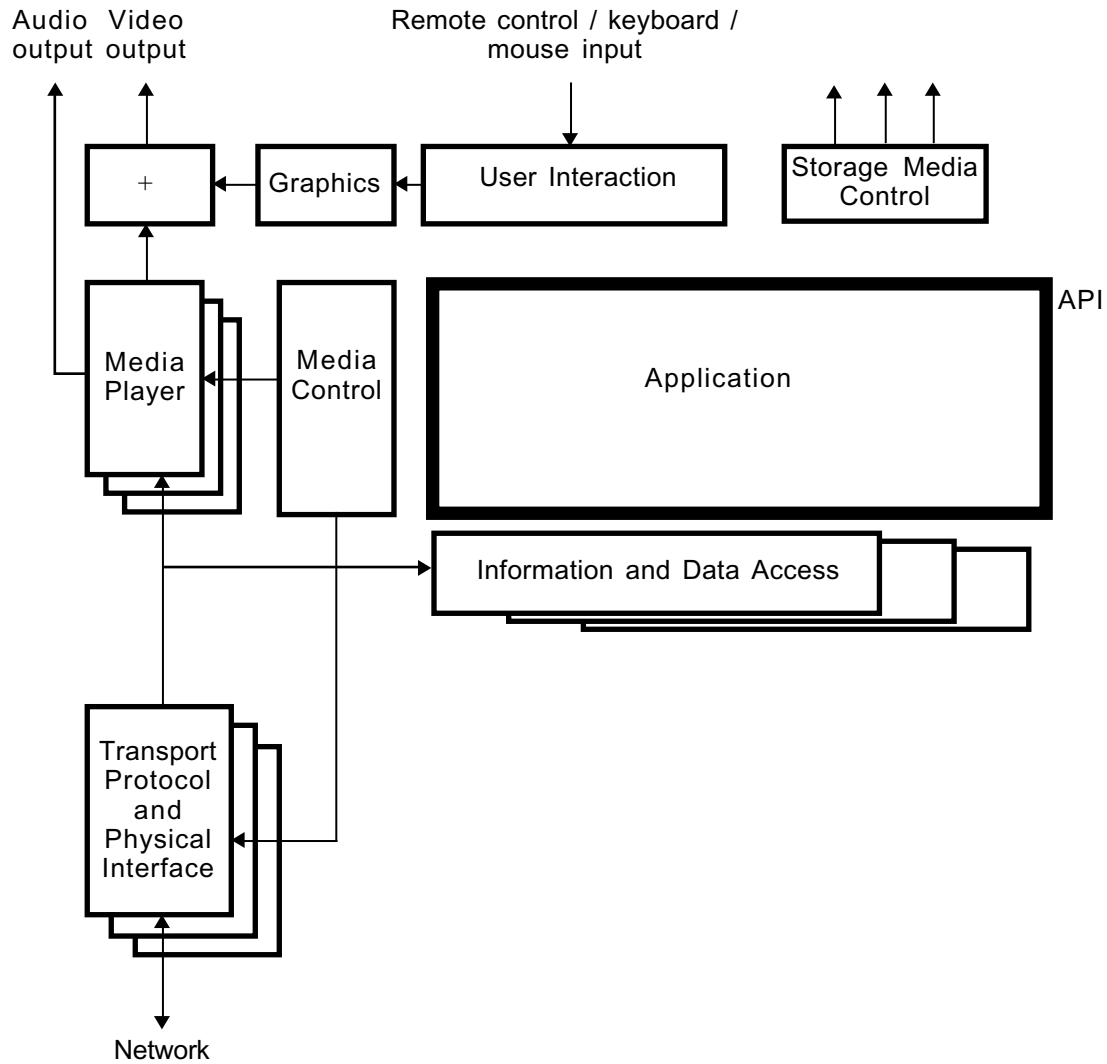 Audio Video
output output
Remote control / keyboard /
mouse input
+
Graphics
User Interaction
Storage Media
Control
Media
Player
Media
Control
Application
API
Information and Data Access
Transport
Protocol
and
Physical
Interface
Network